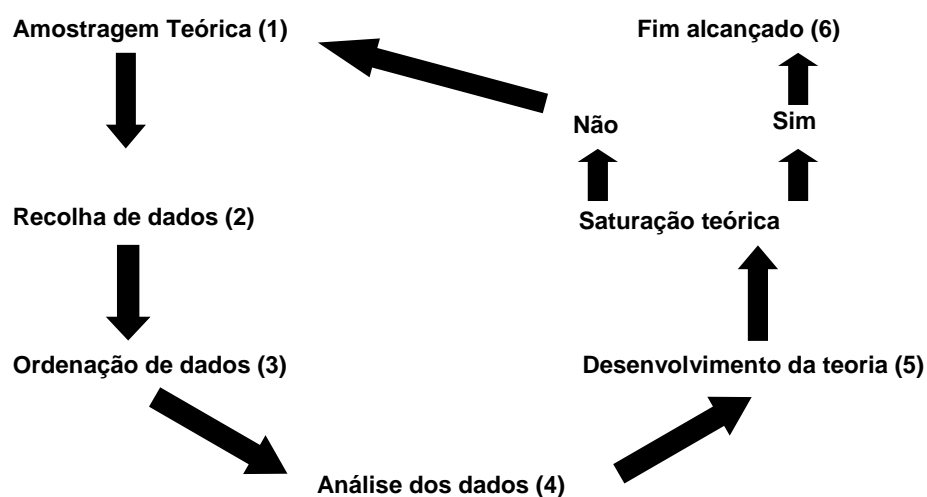 Amostragem Teórica (1)
Fim alcançado (6)
Não
Sim
Recolha de dados (2)
Saturação teórica
Ordenação de dados (3)
Desenvolvimento da teoria (5)
Análise dos dados (4)